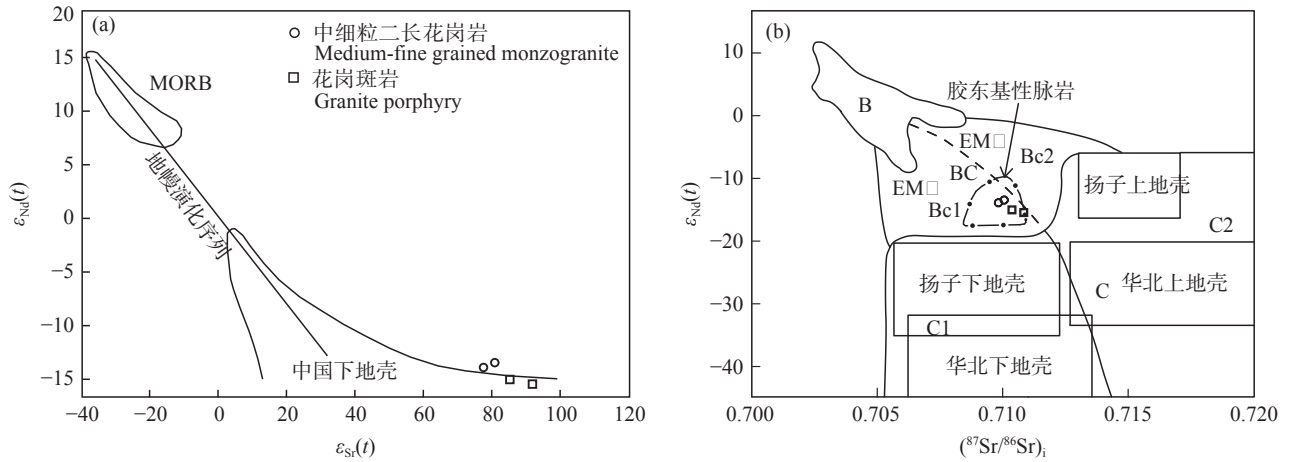 (a)
中细粒二长花岗岩
Medium-fine grained monzogranite
花岗斑岩
Granite porphyry
MORB
地幔演化序列
中国下地壳
20
15
10
5
0
−5
−10
−15
εNd(t)
−40
−20
0
20
40
60
80
100
120
εSr(t)
(b)
胶东基性脉岩
B
EM□
BC
Bc2
EM□
Bc1
扬子上地壳
C2
扬子下地壳
C
华北上地壳
C1
华北下地壳
10
0
−10
−20
−30
−40
εNd(t)
0.700
0.705
0.710
0.715
0.720
(⁸⁷Sr/⁸⁶Sr)i